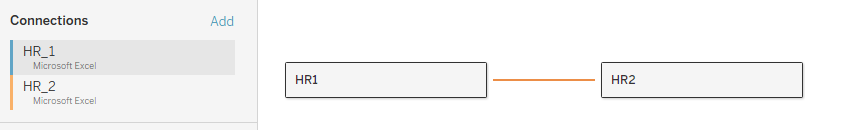 Connections Add
HR_1
Microsoft Excel
HR_2
Microsoft Excel
HR1 HR2